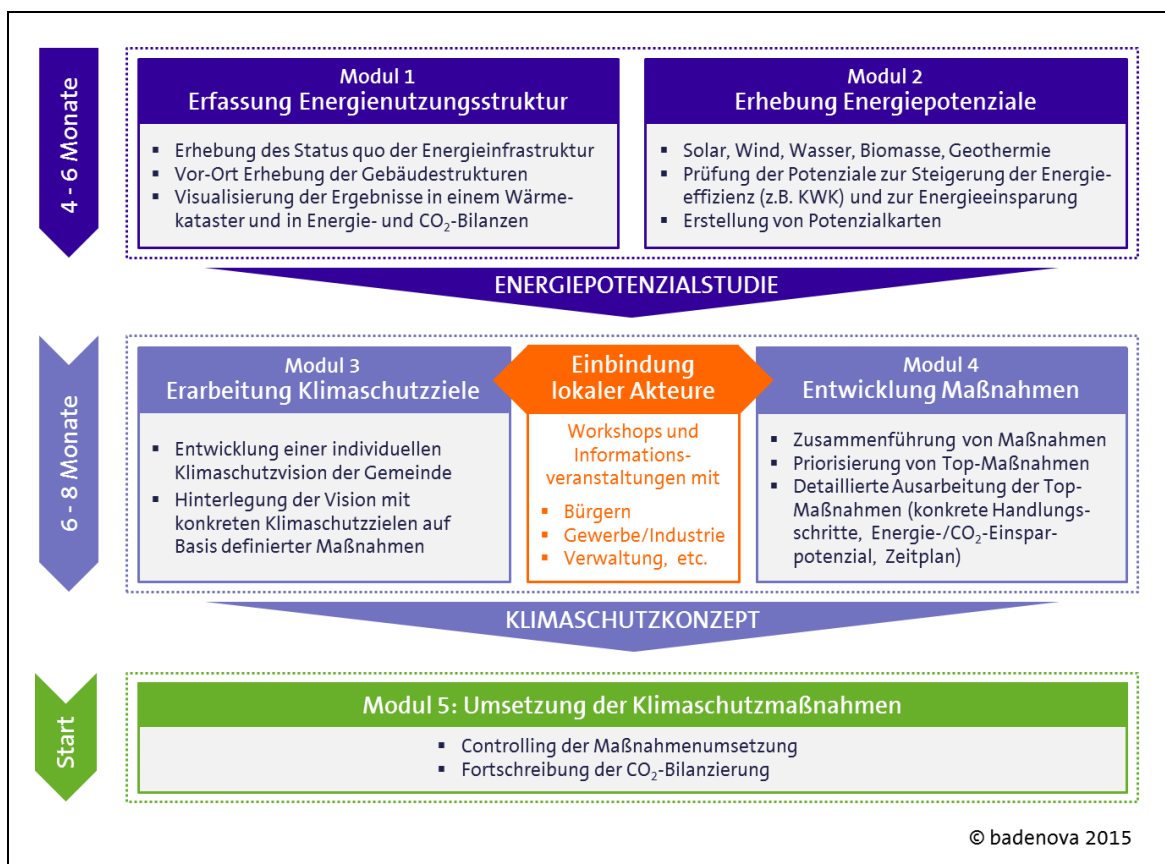 4 - 6 Monate
Modul 1
Erfassung Energienutzungsstruktur
▪ Erhebung des Status quo der Energieinfrastruktur
▪ Vor-Ort Erhebung der Gebäudestrukturen
▪ Visualisierung der Ergebnisse in einem Wärme-
kataster und in Energie- und CO₂-Bilanzen
Modul 2
Erhebung Energiepotenziale
▪ Solar, Wind, Wasser, Biomasse, Geothermie
▪ Prüfung der Potenziale zur Steigerung der Energie-
effizienz (z.B. KWK) und zur Energieeinsparung
▪ Erstellung von Potenzialkarten
ENERGIEPOTENZIALSTUDIE
6 - 8 Monate
Modul 3
Erarbeitung Klimaschutzziele
▪ Entwicklung einer individuellen
Klimaschutzvision der Gemeinde
▪ Hinterlegung der Vision mit
konkreten Klimaschutzzielen auf
Basis definierter Maßnahmen
Einbindung
lokaler Akteure
Workshops und
Informations-
veranstaltungen mit
▪ Bürgern
▪ Gewerbe/Industrie
▪ Verwaltung, etc.
Modul 4
Entwicklung Maßnahmen
▪ Zusammenführung von Maßnahmen
▪ Priorisierung von Top-Maßnahmen
▪ Detaillierte Ausarbeitung der Top-
Maßnahmen (konkrete Handlungs-
schritte, Energie-/CO₂-Einspar-
potenzial, Zeitplan)
KLIMASCHUTZKONZEPT
Start
Modul 5: Umsetzung der Klimaschutzmaßnahmen
▪ Controlling der Maßnahmenumsetzung
▪ Fortschreibung der CO₂-Bilanzierung
© badenova 2015